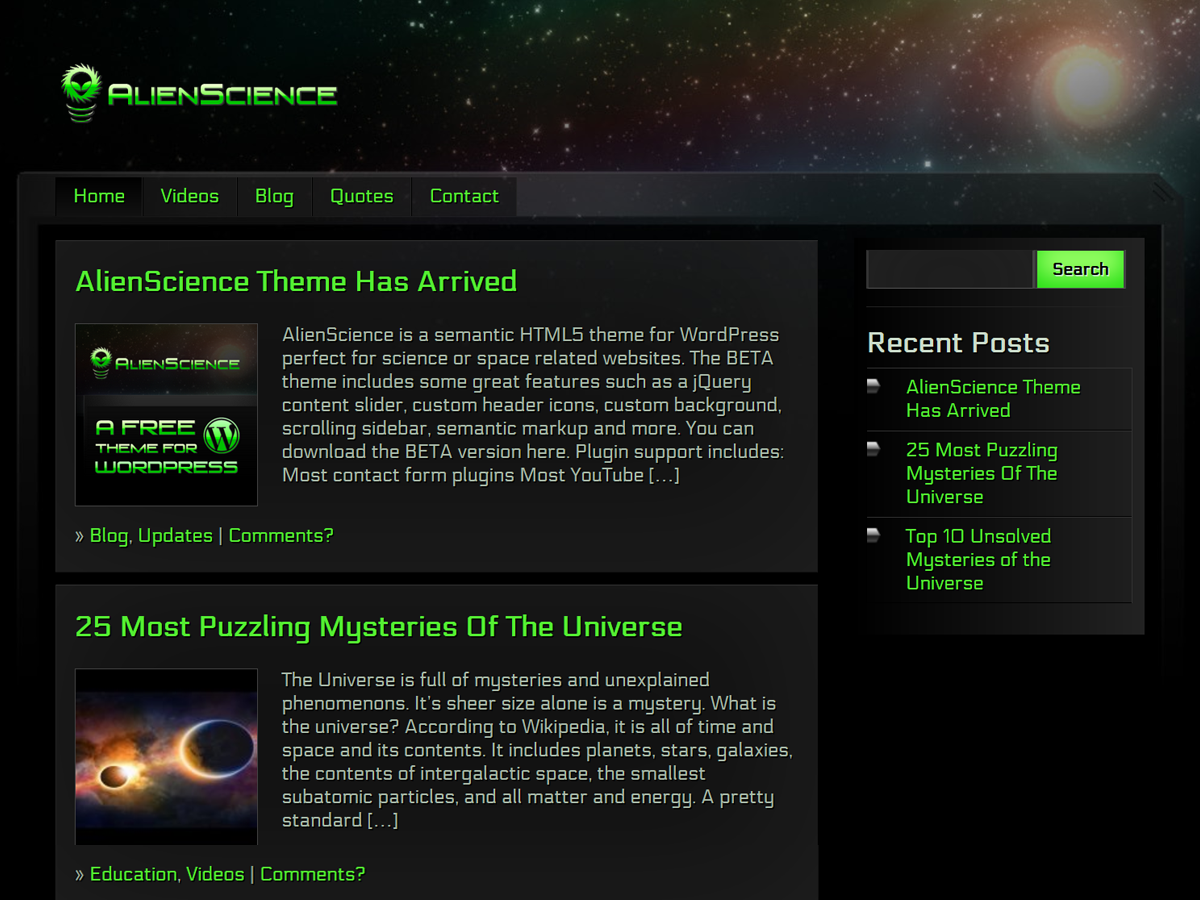 AlienScience
Home
Videos
Blog
Quotes
Contact
AlienScience Theme Has Arrived
AlienScience
A FREE
THEME FOR
WORDPRESS
AlienScience is a semantic HTML5 theme for WordPress
perfect for science or space related websites. The BETA
theme includes some great features such as a jQuery
content slider, custom header icons, custom background,
scrolling sidebar, semantic markup and more. You can
download the BETA version here. Plugin support includes:
Most contact form plugins Most YouTube [...]
» Blog, Updates | Comments?
25 Most Puzzling Mysteries Of The Universe
The Universe is full of mysteries and unexplained
phenomenons. It's sheer size alone is a mystery. What is
the universe? According to Wikipedia, it is all of time and
space and its contents. It includes planets, stars, galaxies,
the contents of intergalactic space, the smallest
subatomic particles, and all matter and energy. A pretty
standard [...]
» Education, Videos | Comments?
Search
Recent Posts
AlienScience Theme
Has Arrived
25 Most Puzzling
Mysteries Of The
Universe
Top 10 Unsolved
Mysteries of the
Universe